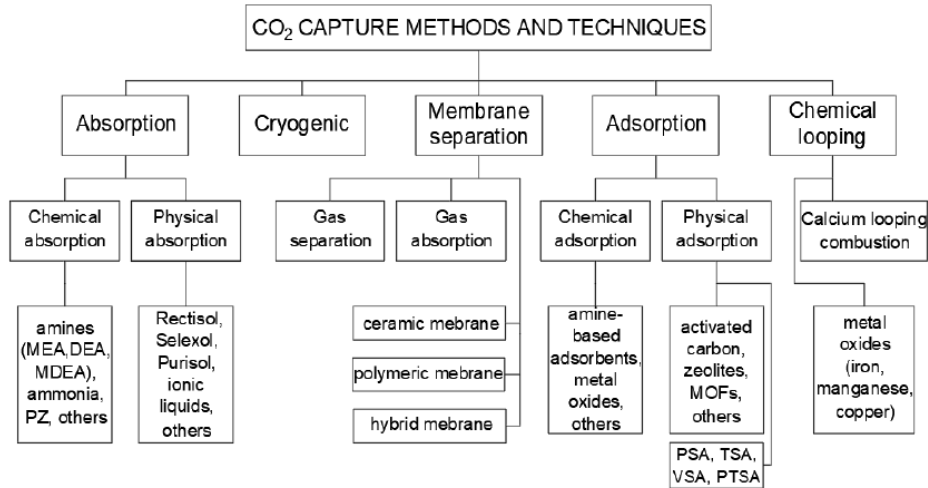 CO₂ CAPTURE METHODS AND TECHNIQUES
Absorption
Cryogenic
Membrane
separation
Adsorption
Chemical
looping
Chemical
absorption
Physical
absorption
Gas
separation
Gas
absorption
Chemical
adsorption
Physical
adsorption
Calcium looping
combustion
amines
(MEA,DEA,
MDEA),
ammonia,
PZ, others
Rectisol,
Selexol,
Purisol,
ionic
liquids,
others
ceramic mebrane
polymeric mebrane
hybrid mebrane
amine-
based
adsorbents,
metal
oxides,
others
activated
carbon,
zeolites,
MOFs,
others
PSA, TSA,
VSA, PTSA
metal
oxides
(iron,
manganese,
copper)